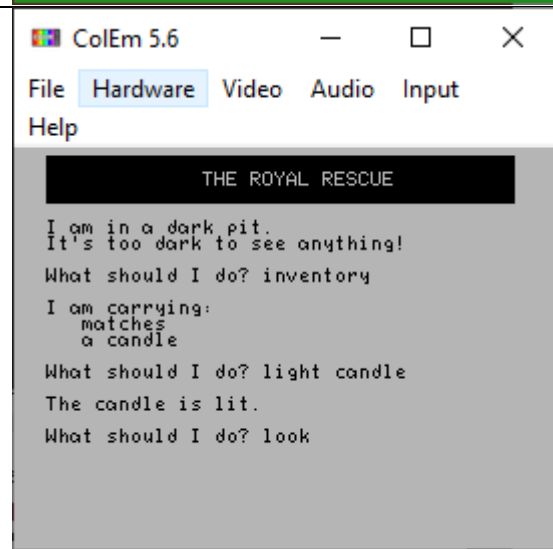 ColEm 5.6
File Hardware Video Audio Input
Help
THE ROYAL RESCUE
I am in a dark pit.
It's too dark to see anything!
What should I do? inventory
I am carrying:
matches
a candle
What should I do? light candle
The candle is lit.
What should I do? look